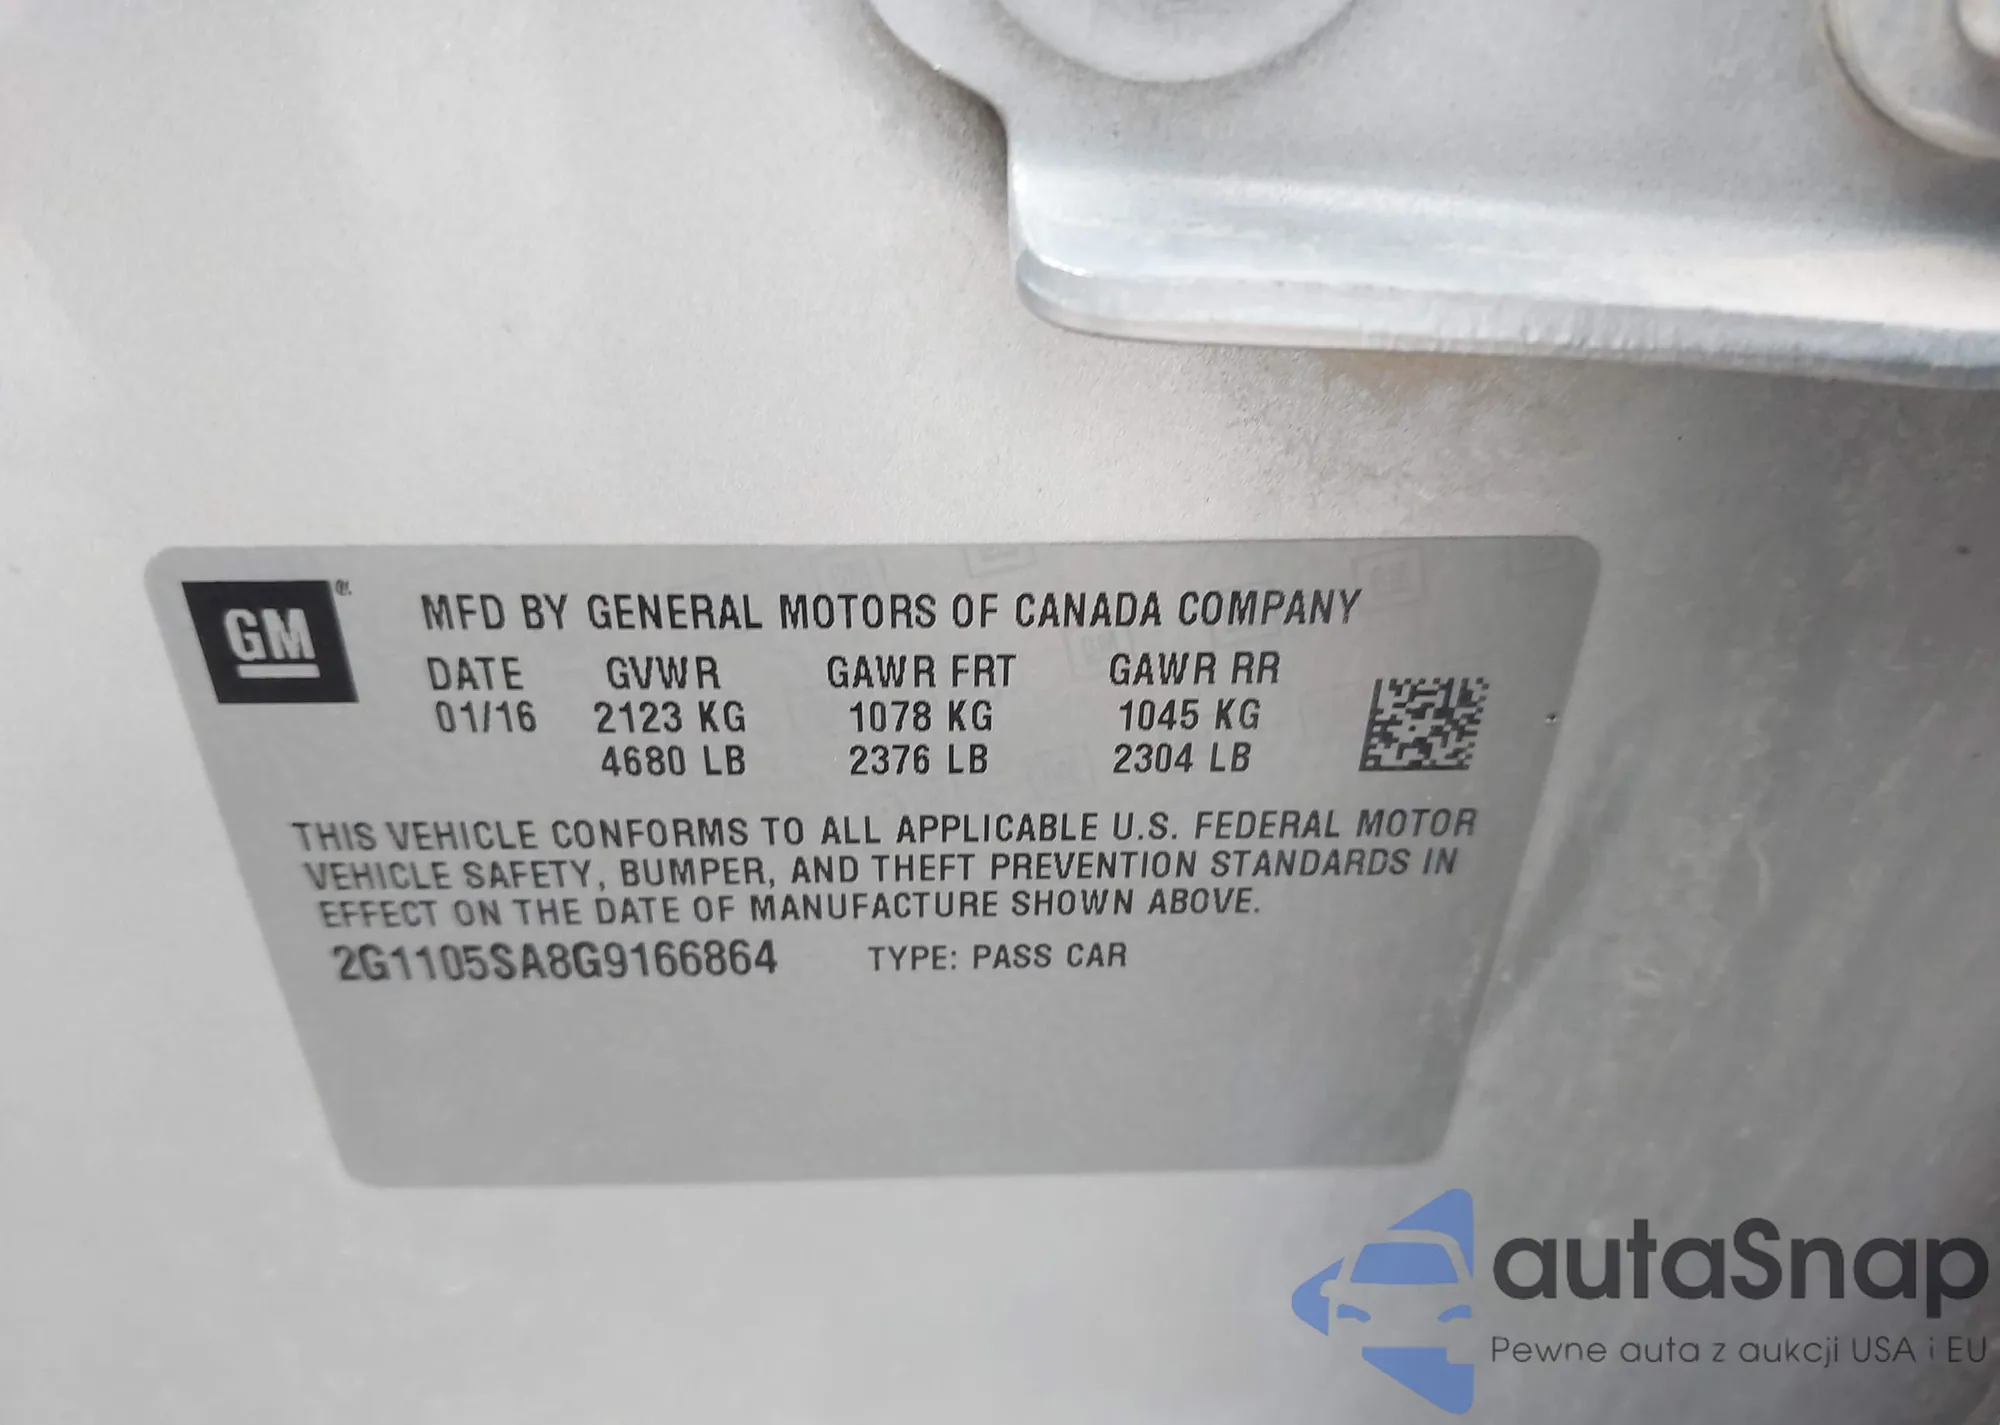 GM
MFD BY GENERAL MOTORS OF CANADA COMPANY
DATE GVWR GAWR FRT GAWR RR
01/16 2123 KG 1078 KG 1045 KG
4680 LB 2376 LB 2304 LB
THIS VEHICLE CONFORMS TO ALL APPLICABLE U.S. FEDERAL MOTOR
VEHICLE SAFETY, BUMPER, AND THEFT PREVENTION STANDARDS IN
EFFECT ON THE DATE OF MANUFACTURE SHOWN ABOVE.
2G1105SA8G9166864 TYPE: PASS CAR
autaSnap
Pewne auta z aukcji USA i EU